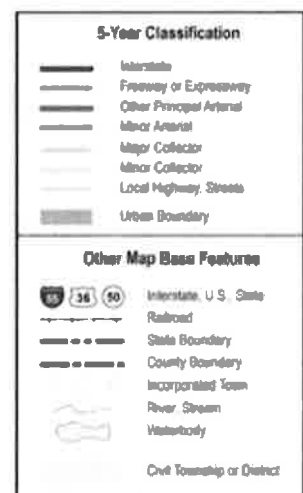 5-Year Classification
Interstate
Freeway or Expressway
Other Principal Arterial
Minor Arterial
Major Collector
Minor Collector
Local Highway, Streets
Urban Boundary
Other Map Base Features
55 36 50 Interstate, U.S., State
Railroad
State Boundary
County Boundary
Incorporated Town
River, Stream
Waterbody
Civil Township or District